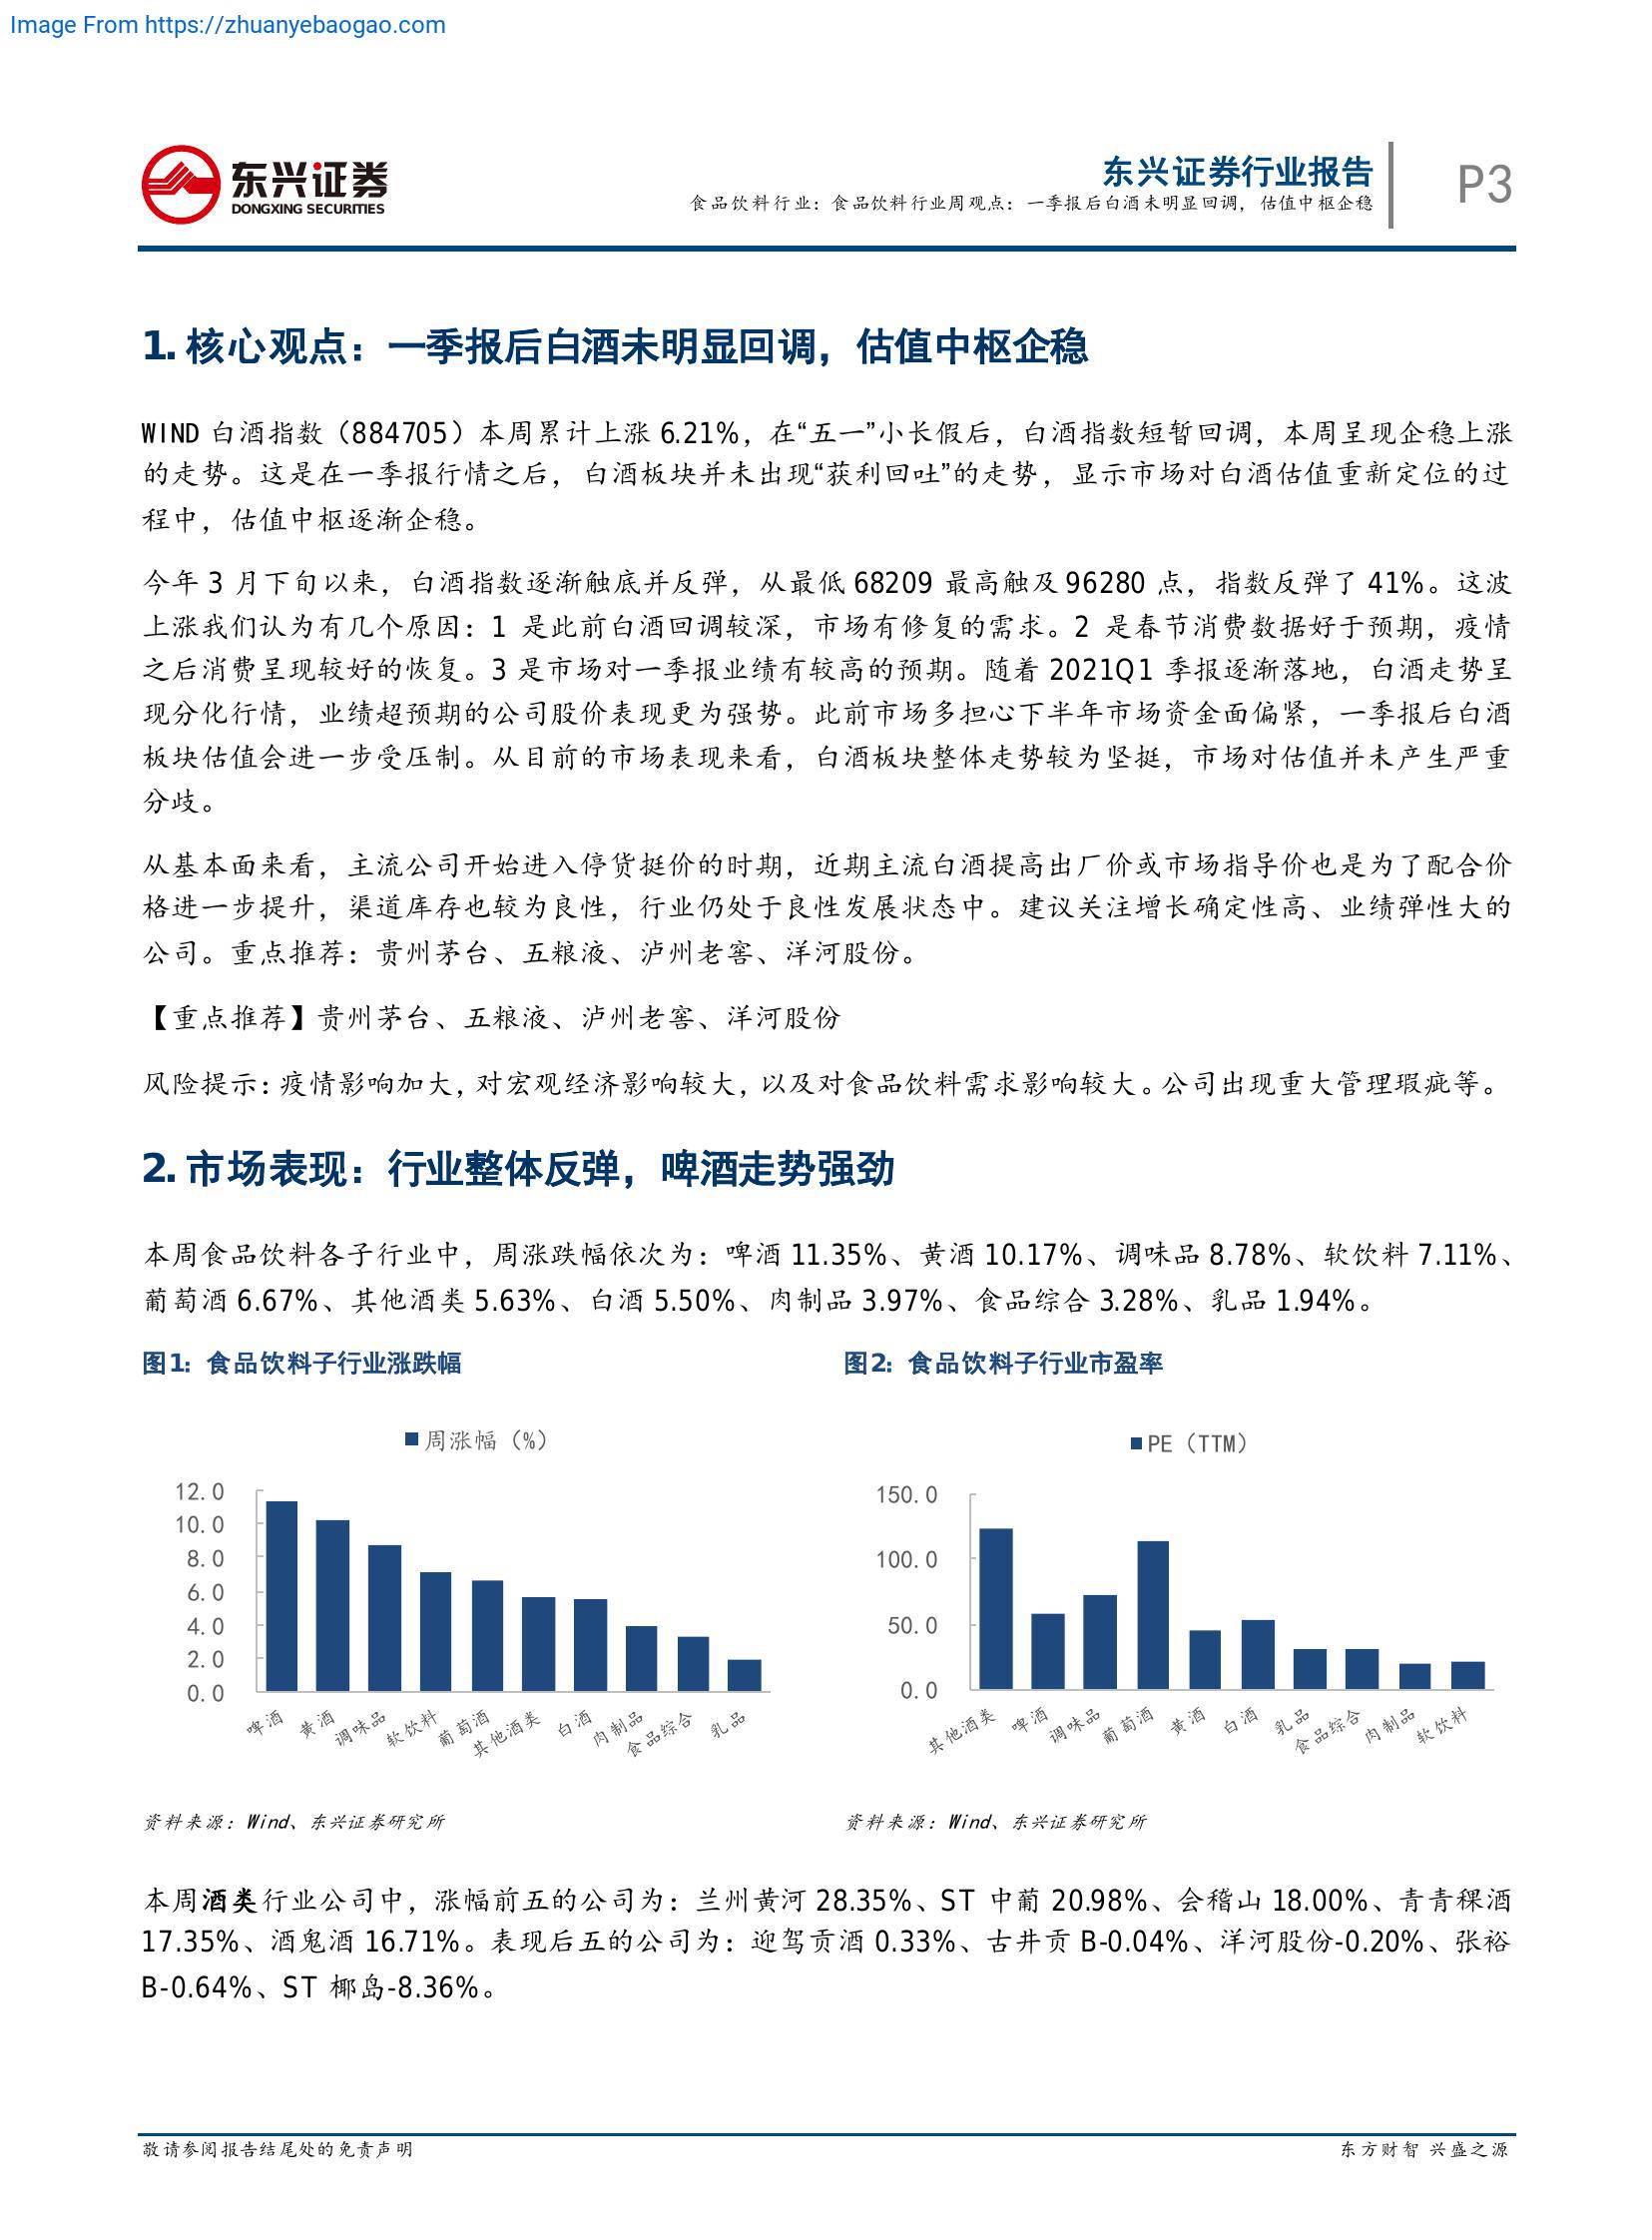 Image From https://zhuanyebaogao.com
东兴证券
DONGXING SECURITIES
东兴证券行业报告
食品饮料行业：食品饮料行业周观点：一季报后白酒未明显回调，估值中枢企稳
P3
1. 核心观点：一季报后白酒未明显回调，估值中枢企稳
WIND 白酒指数（884705）本周累计上涨 6.21%，在“五一”小长假后，白酒指数短暂回调，本周呈现企稳上涨
的走势。这是在一季报行情之后，白酒板块并未出现“获利回吐”的走势，显示市场对白酒估值重新定位的过
程中，估值中枢逐渐企稳。
今年 3 月下旬以来，白酒指数逐渐触底并反弹，从最低 68209 最高触及 96280 点，指数反弹了 41%。这波
上涨我们认为有几个原因：1 是此前白酒回调较深，市场有修复的需求。2 是春节消费数据好于预期，疫情
之后消费呈现较好的恢复。3 是市场对一季报业绩有较高的预期。随着 2021Q1 季报逐渐落地，白酒走势呈
现分化行情，业绩超预期的公司股价表现更为强势。此前市场多担心下半年市场资金面偏紧，一季报后白酒
板块估值会进一步受压制。从目前的市场表现来看，白酒板块整体走势较为坚挺，市场对估值并未产生严重
分歧。
从基本面来看，主流公司开始进入停货挺价的时期，近期主流白酒提高出厂价或市场指导价也是为了配合价
格进一步提升，渠道库存也较为良性，行业仍处于良性发展状态中。建议关注增长确定性高、业绩弹性大的
公司。重点推荐：贵州茅台、五粮液、泸州老窖、洋河股份。
【重点推荐】贵州茅台、五粮液、泸州老窖、洋河股份
风险提示：疫情影响加大，对宏观经济影响较大，以及对食品饮料需求影响较大。公司出现重大管理瑕疵等。
2. 市场表现：行业整体反弹，啤酒走势强劲
本周食品饮料各子行业中，周涨跌幅依次为：啤酒 11.35%、黄酒 10.17%、调味品 8.78%、软饮料 7.11%、
葡萄酒 6.67%、其他酒类 5.63%、白酒 5.50%、肉制品 3.97%、食品综合 3.28%、乳品 1.94%。
图1：食品饮料子行业涨跌幅
周涨幅（%）
12.0
10.0
8.0
6.0
4.0
2.0
0.0
啤酒 黄酒 调味品 软饮料 葡萄酒 其他酒类 白酒 肉制品 食品综合 乳品
资料来源：Wind、东兴证券研究所
图2：食品饮料子行业市盈率
PE（TTM）
150.0
100.0
50.0
0.0
其他酒类 啤酒 调味品 葡萄酒 黄酒 白酒 乳品 食品综合 肉制品 软饮料
资料来源：Wind、东兴证券研究所
本周酒类行业公司中，涨幅前五的公司为：兰州黄河 28.35%、ST 中葡 20.98%、会稽山 18.00%、青青稞酒
17.35%、酒鬼酒 16.71%。表现后五的公司为：迎驾贡酒 0.33%、古井贡 B-0.04%、洋河股份-0.20%、张裕
B-0.64%、ST 椰岛-8.36%。
敬请参阅报告结尾处的免责声明
东方财智 兴盛之源